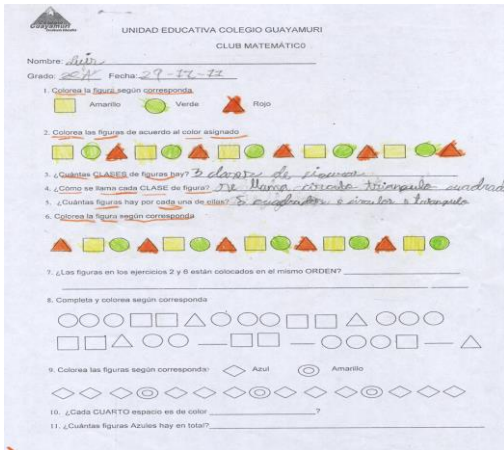 Guayamuri
UNIDAD EDUCATIVA COLEGIO GUAYAMURI
CLUB MATEMÁTICO
Nombre:
Grado: Fecha: 29-11-11
1. Colorea la figura según corresponda
Amarillo Verde Rojo
2. Colorea las figuras de acuerdo al color asignado
3. ¿Cuántas CLASES de figuras hay? 3 clases de
4. ¿Cómo se llama cada CLASE de figura? se llama circulo triangulo cuadrado
5. ¿Cuántas figuras hay por cada una de ellas? 5 cuadrados 6 circulos 5 triangulo
6. Colorea la figura según corresponda
7. ¿Las figuras en los ejercicios 2 y 6 están colocados en el mismo ORDEN?
8. Completa y colorea según corresponda
9. Colorea las figuras según corresponda: Azul Amarillo
10. ¿Cada CUARTO espacio es de color ?
11. ¿Cuántas figuras Azules hay en total?